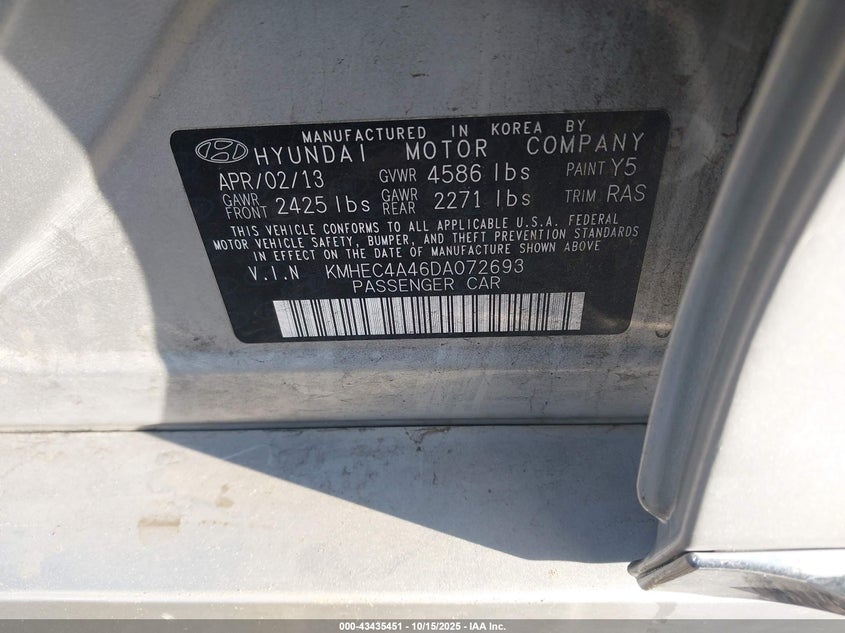 MANUFACTURED IN KOREA BY
HYUNDAI MOTOR COMPANY
APR/02/13 GVWR 4586 lbs PAINT Y5
GAWR FRONT 2425 lbs GAWR REAR 2271 lbs TRIM RAS
THIS VEHICLE CONFORMS TO ALL APPLICABLE U.S.A. FEDERAL
MOTOR VEHICLE SAFETY, BUMPER, AND THEFT PREVENTION STANDARDS
IN EFFECT ON THE DATE OF MANUFACTURE SHOWN ABOVE
V.I.N KMHEC4A46DA072693
PASSENGER CAR
000-43435451 - 10/15/2025 - IAA Inc.